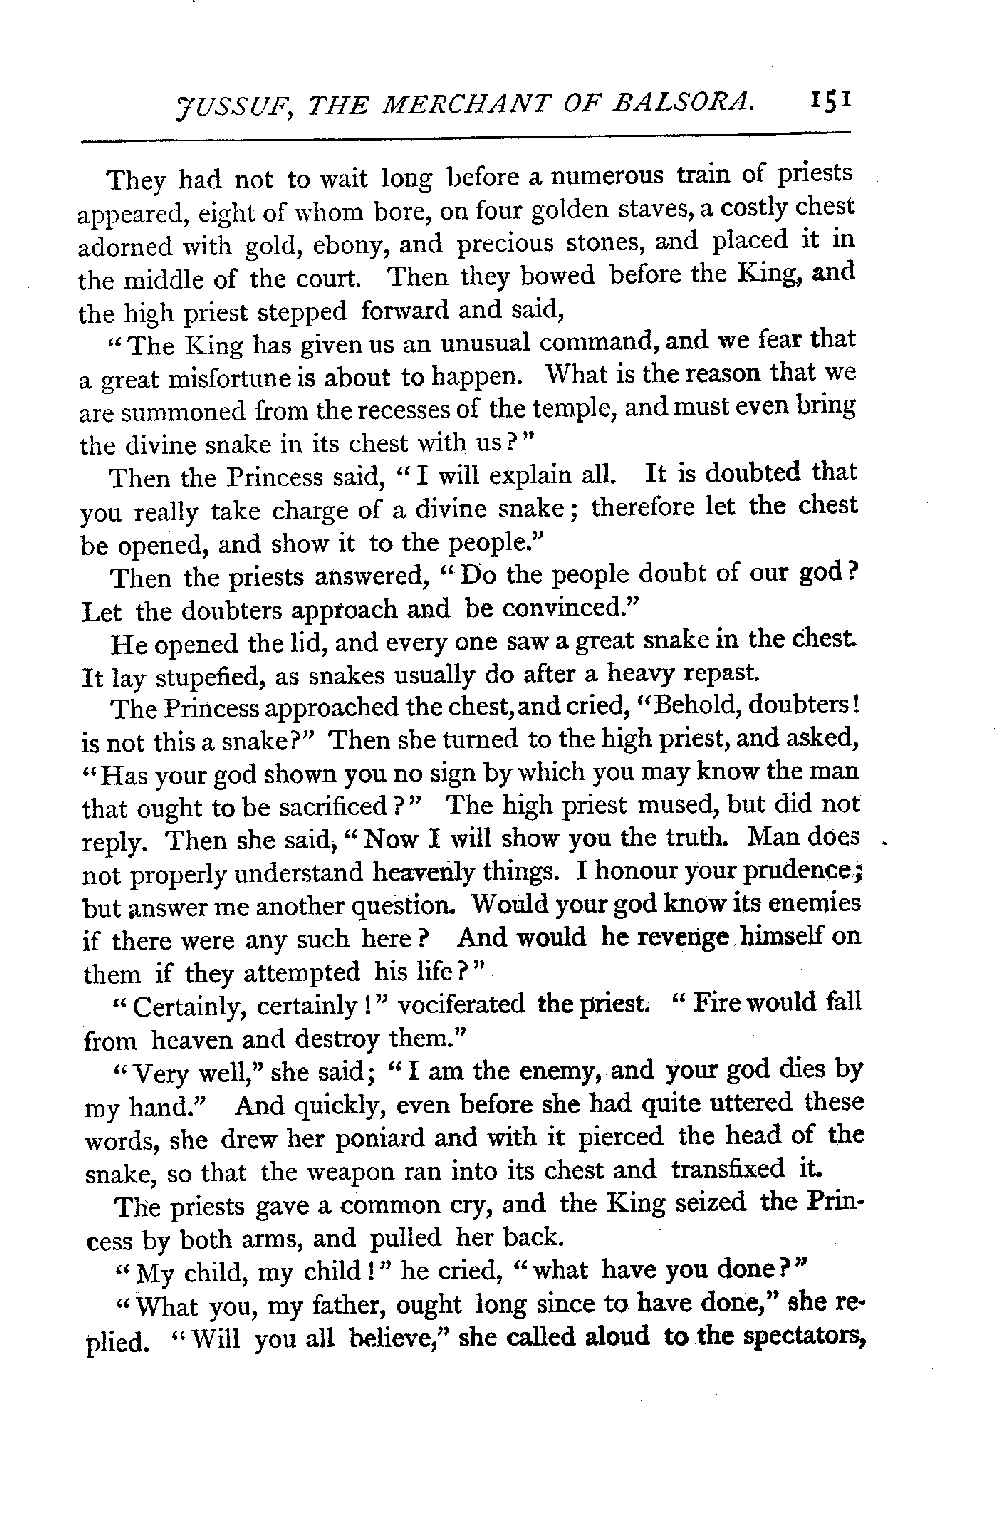 JUSSUF, THE MERCHANT OF BALSORA. 151
They had not to wait long before a numerous train of priests
appeared, eight of whom bore, on four golden staves, a costly chest
adorned with gold, ebony, and precious stones, and placed it in
the middle of the court. Then they bowed before the King, and
the high priest stepped forward and said,
“The King has given us an unusual command, and we fear that
a great misfortune is about to happen. What is the reason that we
are summoned from the recesses of the temple, and must even bring
the divine snake in its chest with us?”
Then the Princess said, “I will explain all. It is doubted that
you really take charge of a divine snake; therefore let the chest
be opened, and show it to the people.”
Then the priests answered, “Do the people doubt of our god?
Let the doubters approach and be convinced.”
He opened the lid, and every one saw a great snake in the chest.
It lay stupefied, as snakes usually do after a heavy repast.
The Princess approached the chest, and cried, “Behold, doubters!
is not this a snake?” Then she turned to the high priest, and asked,
“Has your god shown you no sign by which you may know the man
that ought to be sacrificed?” The high priest mused, but did not
reply. Then she said, “Now I will show you the truth. Man does
not properly understand heavenly things. I honour your prudence;
but answer me another question. Would your god know its enemies
if there were any such here? And would he revenge himself on
them if they attempted his life?”
“Certainly, certainly!” vociferated the priest. “Fire would fall
from heaven and destroy them.”
“Very well,” she said; “I am the enemy, and your god dies by
my hand.” And quickly, even before she had quite uttered these
words, she drew her poniard and with it pierced the head of the
snake, so that the weapon ran into its chest and transfixed it.
The priests gave a common cry, and the King seized the Prin-
cess by both arms, and pulled her back.
“My child, my child!” he cried, “what have you done?”
“What you, my father, ought long since to have done,” she re-
plied. “Will you all believe,” she called aloud to the spectators,